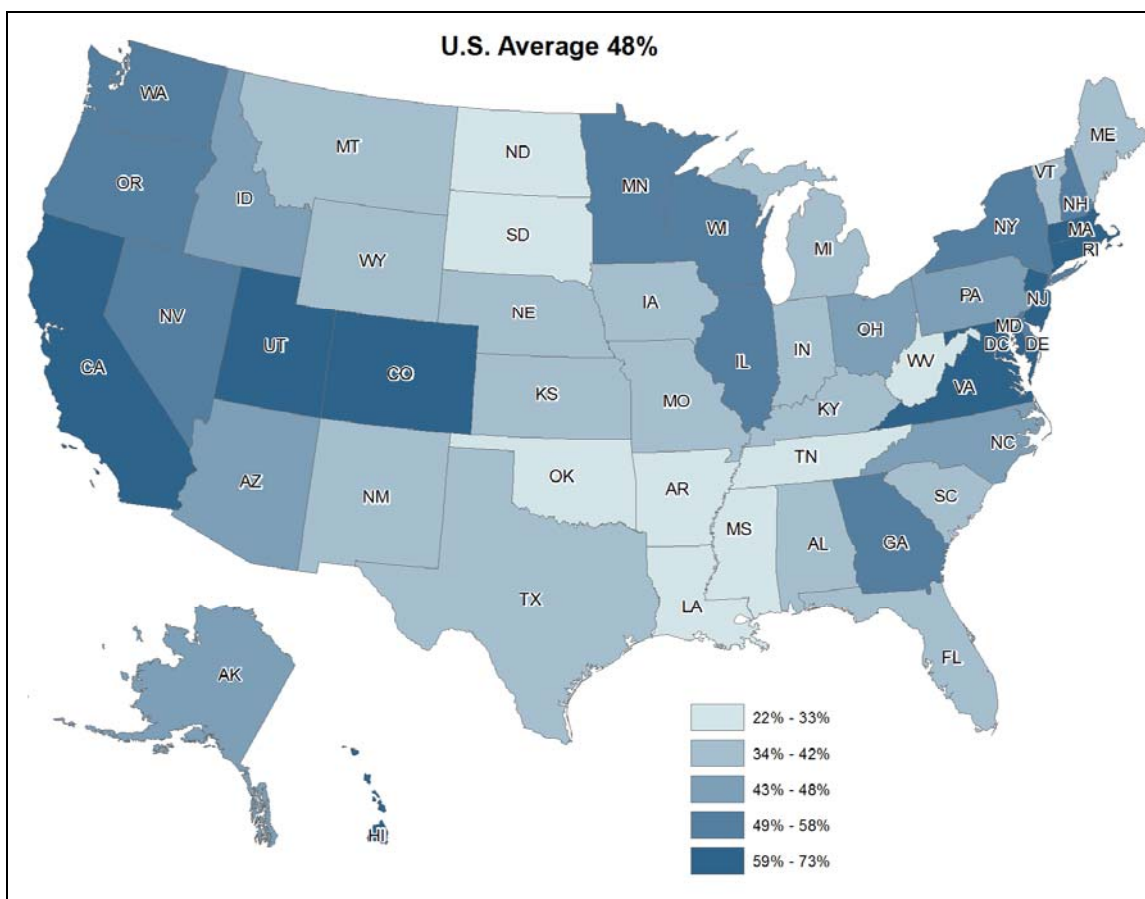 U.S. Average 48%
WA
MT
ND
ME
VT
OR
MN
ID
NH
SD
WI
NY
MA
WY
MI
RI
IA
PA
NE
NJ
NV
OH
MD
UT
IN
DE
DC
CA
CO
IL
WV
VA
KS
MO
KY
NC
TN
OK
AZ
NM
AR
SC
MS
AL
GA
TX
LA
FL
AK
HI
22% - 33%
34% - 42%
43% - 48%
49% - 58%
59% - 73%